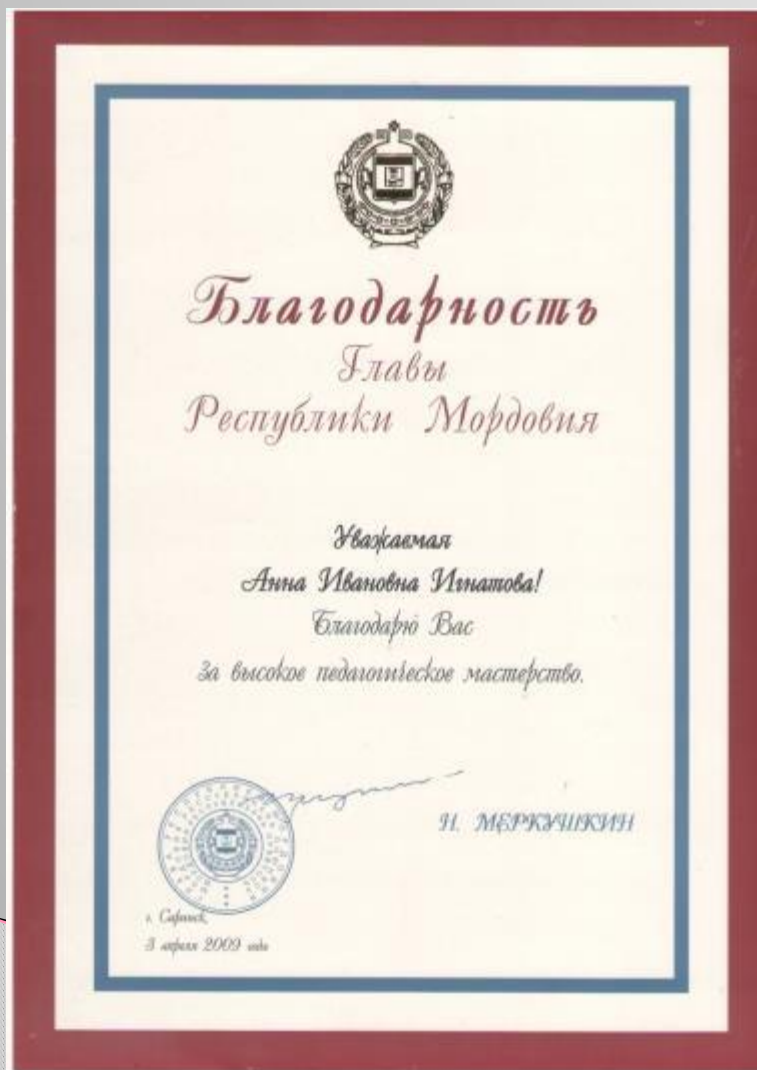 Благодарность
Главы
Республики Мордовия
Уважаемая
Анна Ивановна Игнатова!
Благодарю Вас
за высокое педагогическое мастерство.
Н. МЕРКУШКИН
г. Саранск,
3 апреля 2009 года